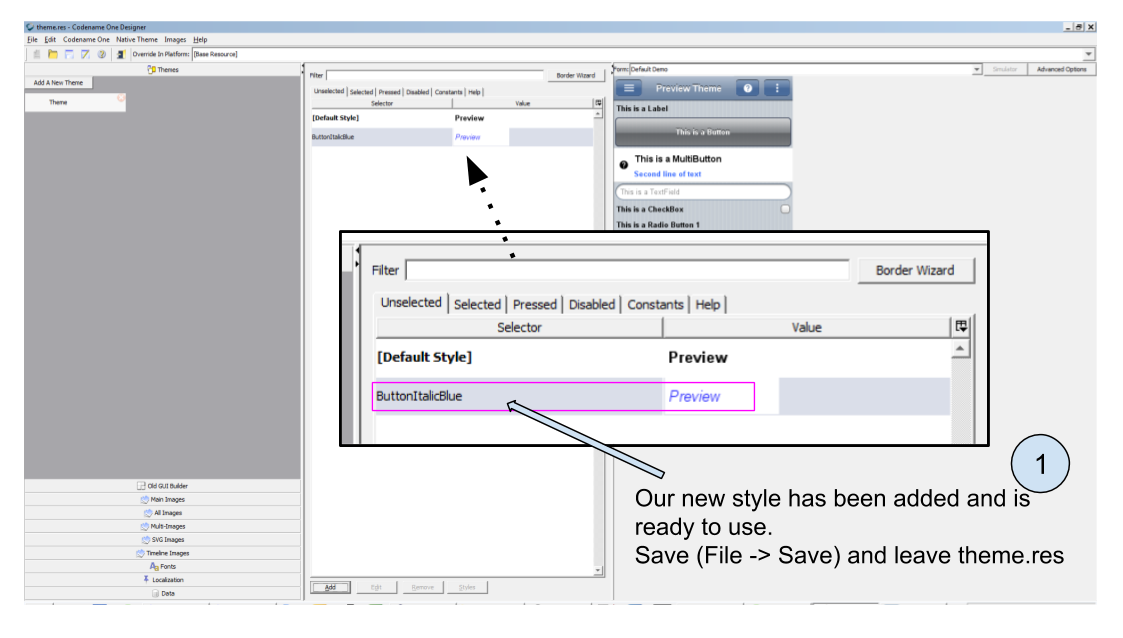 theme.res - Codename One Designer
File Edit Codename One Native Theme Images Help
Override In Platform: [Base Resource]
Themes
Add A New Theme
Theme
Filter
Border Wizard
Unselected Selected Pressed Disabled Constants Help
Selector Value
[Default Style] Preview
ButtonItalicBlue Preview
Form: Default Demo
Simulator
Advanced Options
Preview Theme ?
This is a Label
This is a Button
? This is a MultiButton
Second line of text
This is a TextField
This is a CheckBox
This is a Radio Button 1
Filter
Border Wizard
Unselected Selected Pressed Disabled Constants Help
Selector Value
[Default Style] Preview
ButtonItalicBlue Preview
1
Our new style has been added and is
ready to use.
Save (File -> Save) and leave theme.res
Old GUI Builder
Main Images
All Images
Multi-Images
SVG Images
Timeline Images
Fonts
Localization
Data
Add Edit Remove Styles